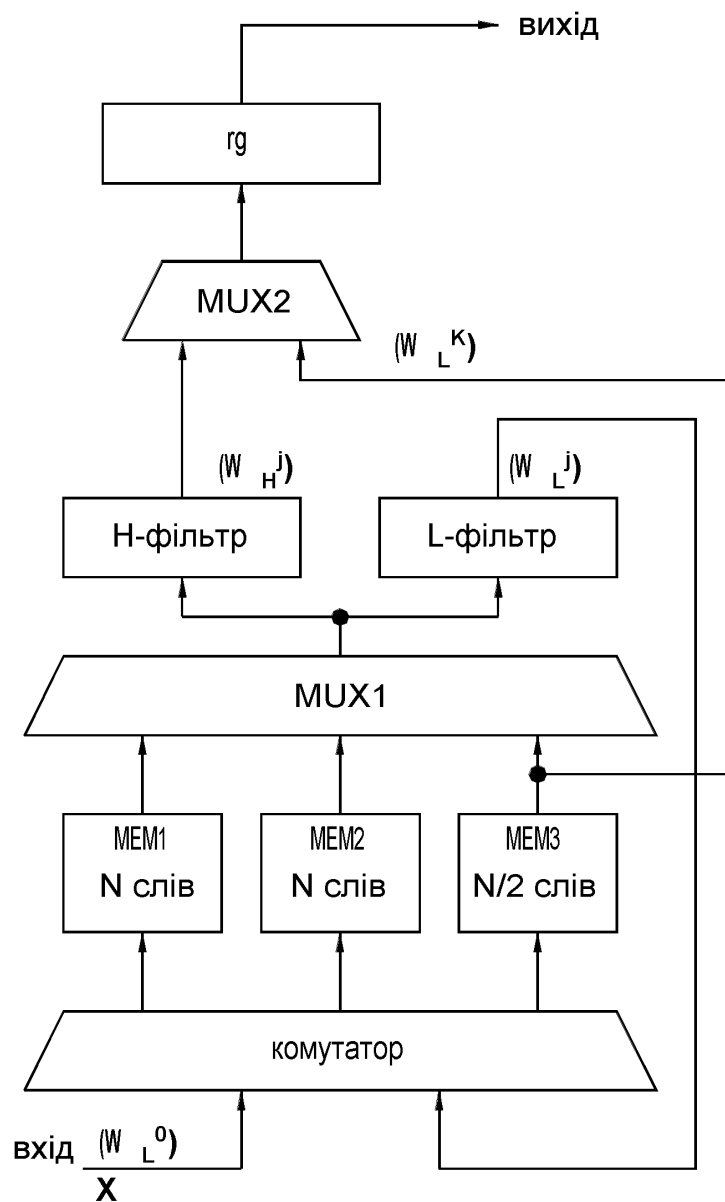 вихід
rg
MUX2
(W L K)
(W H j)
(W L j)
H-фільтр
L-фільтр
MUX1
MEM1
N слів
MEM2
N слів
MEM3
N/2 слів
комутатор
вхід (W L 0)
X